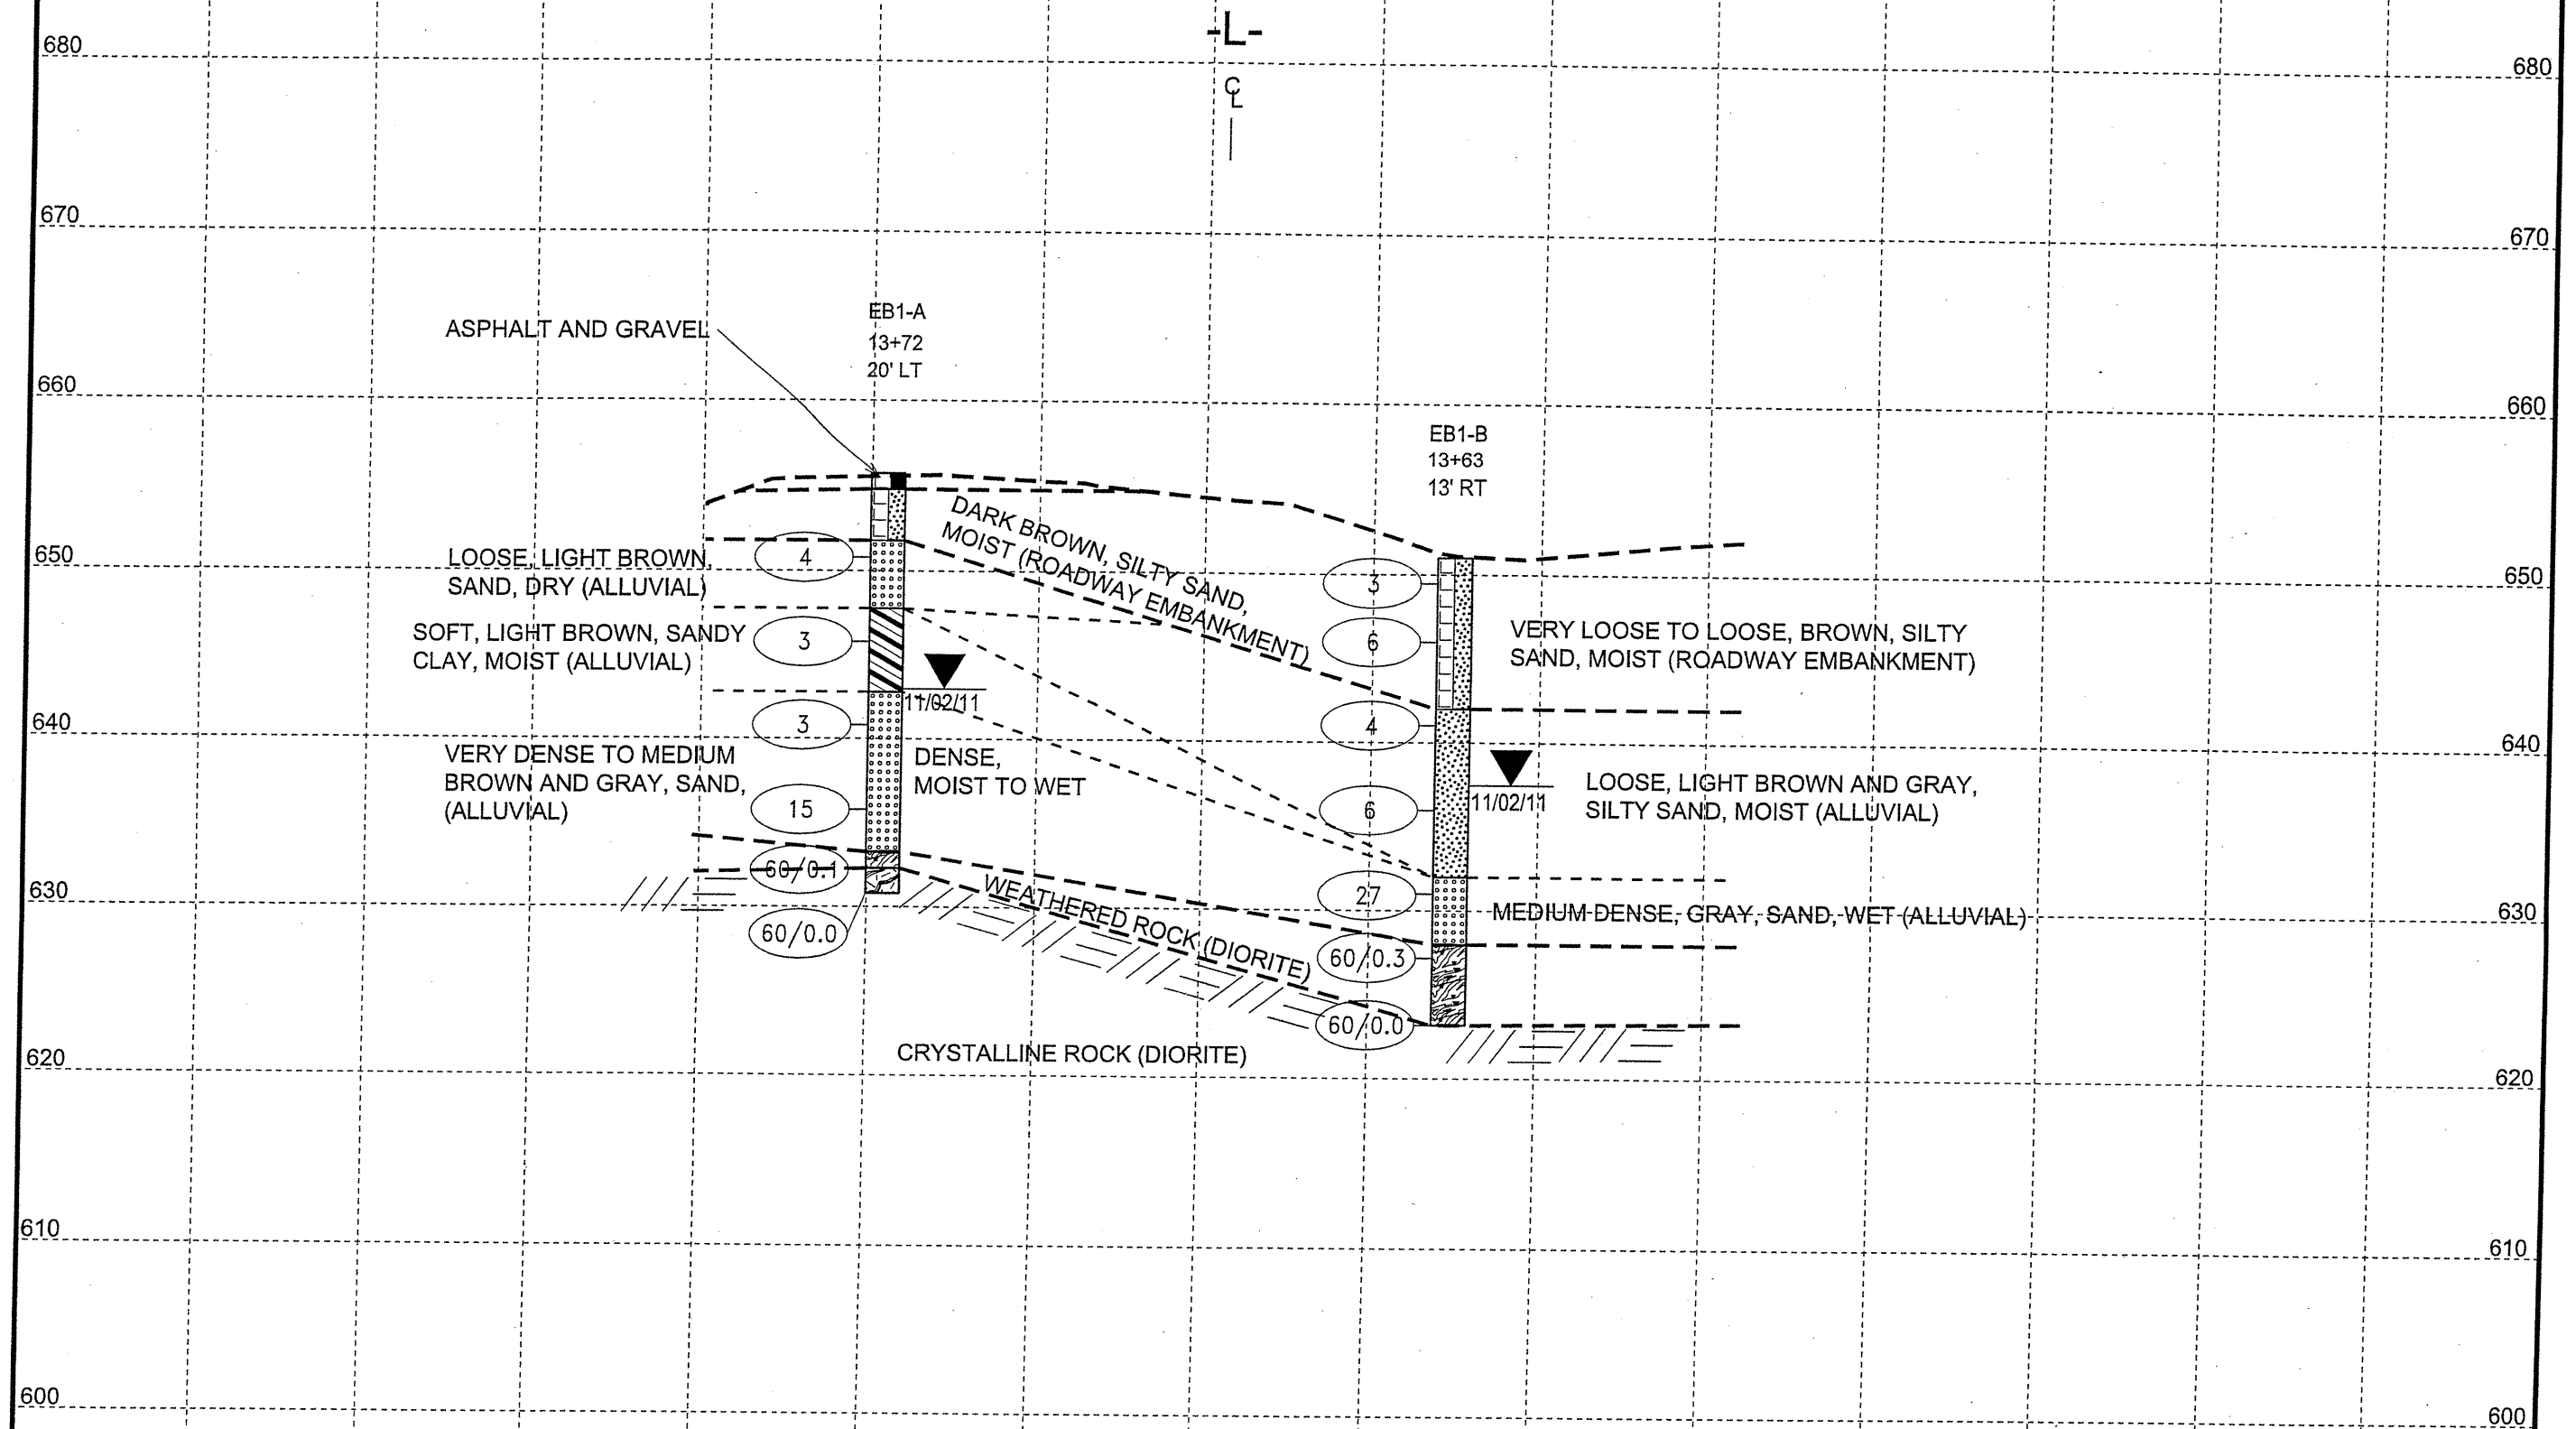 -L-
CL
680
680
670
670
EB1-A
13+72
20' LT
ASPHALT AND GRAVEL
660
660
EB1-B
13+63
13' RT
DARK BROWN, SILTY SAND,
MOIST (ROADWAY EMBANKMENT)
650
LOOSE, LIGHT BROWN,
SAND, DRY (ALLUVIAL)
4
3
650
SOFT, LIGHT BROWN, SANDY
CLAY, MOIST (ALLUVIAL)
3
6
VERY LOOSE TO LOOSE, BROWN, SILTY
SAND, MOIST (ROADWAY EMBANKMENT)
11/02/11
640
3
4
640
VERY DENSE TO MEDIUM
BROWN AND GRAY, SAND,
(ALLUVIAL)
DENSE,
MOIST TO WET
15
6
11/02/11
LOOSE, LIGHT BROWN AND GRAY,
SILTY SAND, MOIST (ALLUVIAL)
60/0.1
630
27
MEDIUM DENSE, GRAY, SAND, WET (ALLUVIAL)
630
60/0.0
WEATHERED ROCK (DIORITE)
60/0.3
60/0.0
CRYSTALLINE ROCK (DIORITE)
620
620
610
610
600
600